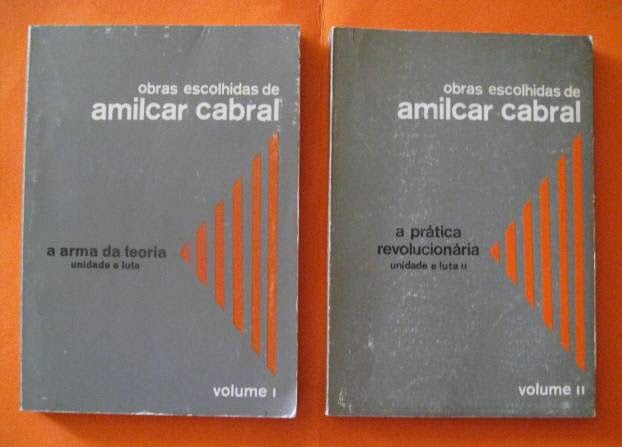 obras escolhidas de
amilcar cabral
a arma da teoria
unidade e luta
volume I
obras escolhidas de
amilcar cabral
a prática
revolucionária
unidade e luta II
volume II